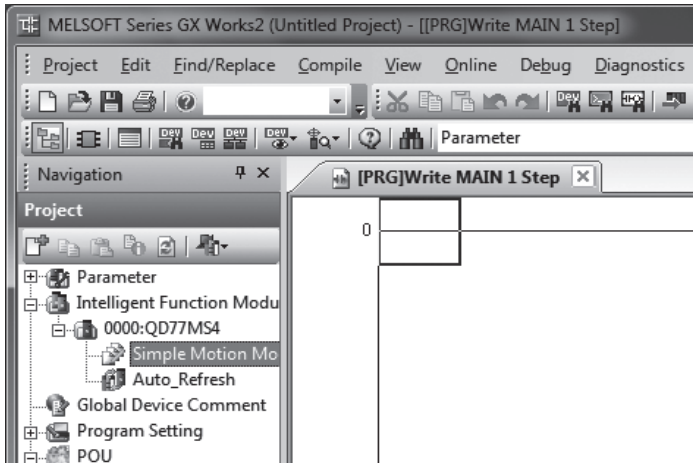 MELSOFT Series GX Works2 (Untitled Project) - [[PRG]Write MAIN 1 Step]
Project Edit Find/Replace Compile View Online Debug Diagnostics
Parameter
Navigation
[PRG]Write MAIN 1 Step
Project
0
Parameter
Intelligent Function Modu
0000:QD77MS4
Simple Motion Mo
Auto_Refresh
Global Device Comment
Program Setting
POU